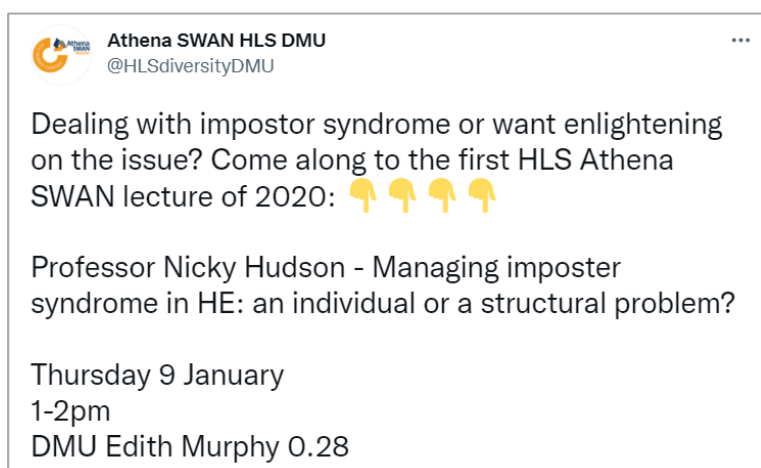 Athena SWAN HLS DMU
@HLSdiversityDMU
Athena
SWAN
Dealing with impostor syndrome or want enlightening
on the issue? Come along to the first HLS Athena
SWAN lecture of 2020: 👇 👇 👇 👇
Professor Nicky Hudson - Managing imposter
syndrome in HE: an individual or a structural problem?
Thursday 9 January
1-2pm
DMU Edith Murphy 0.28